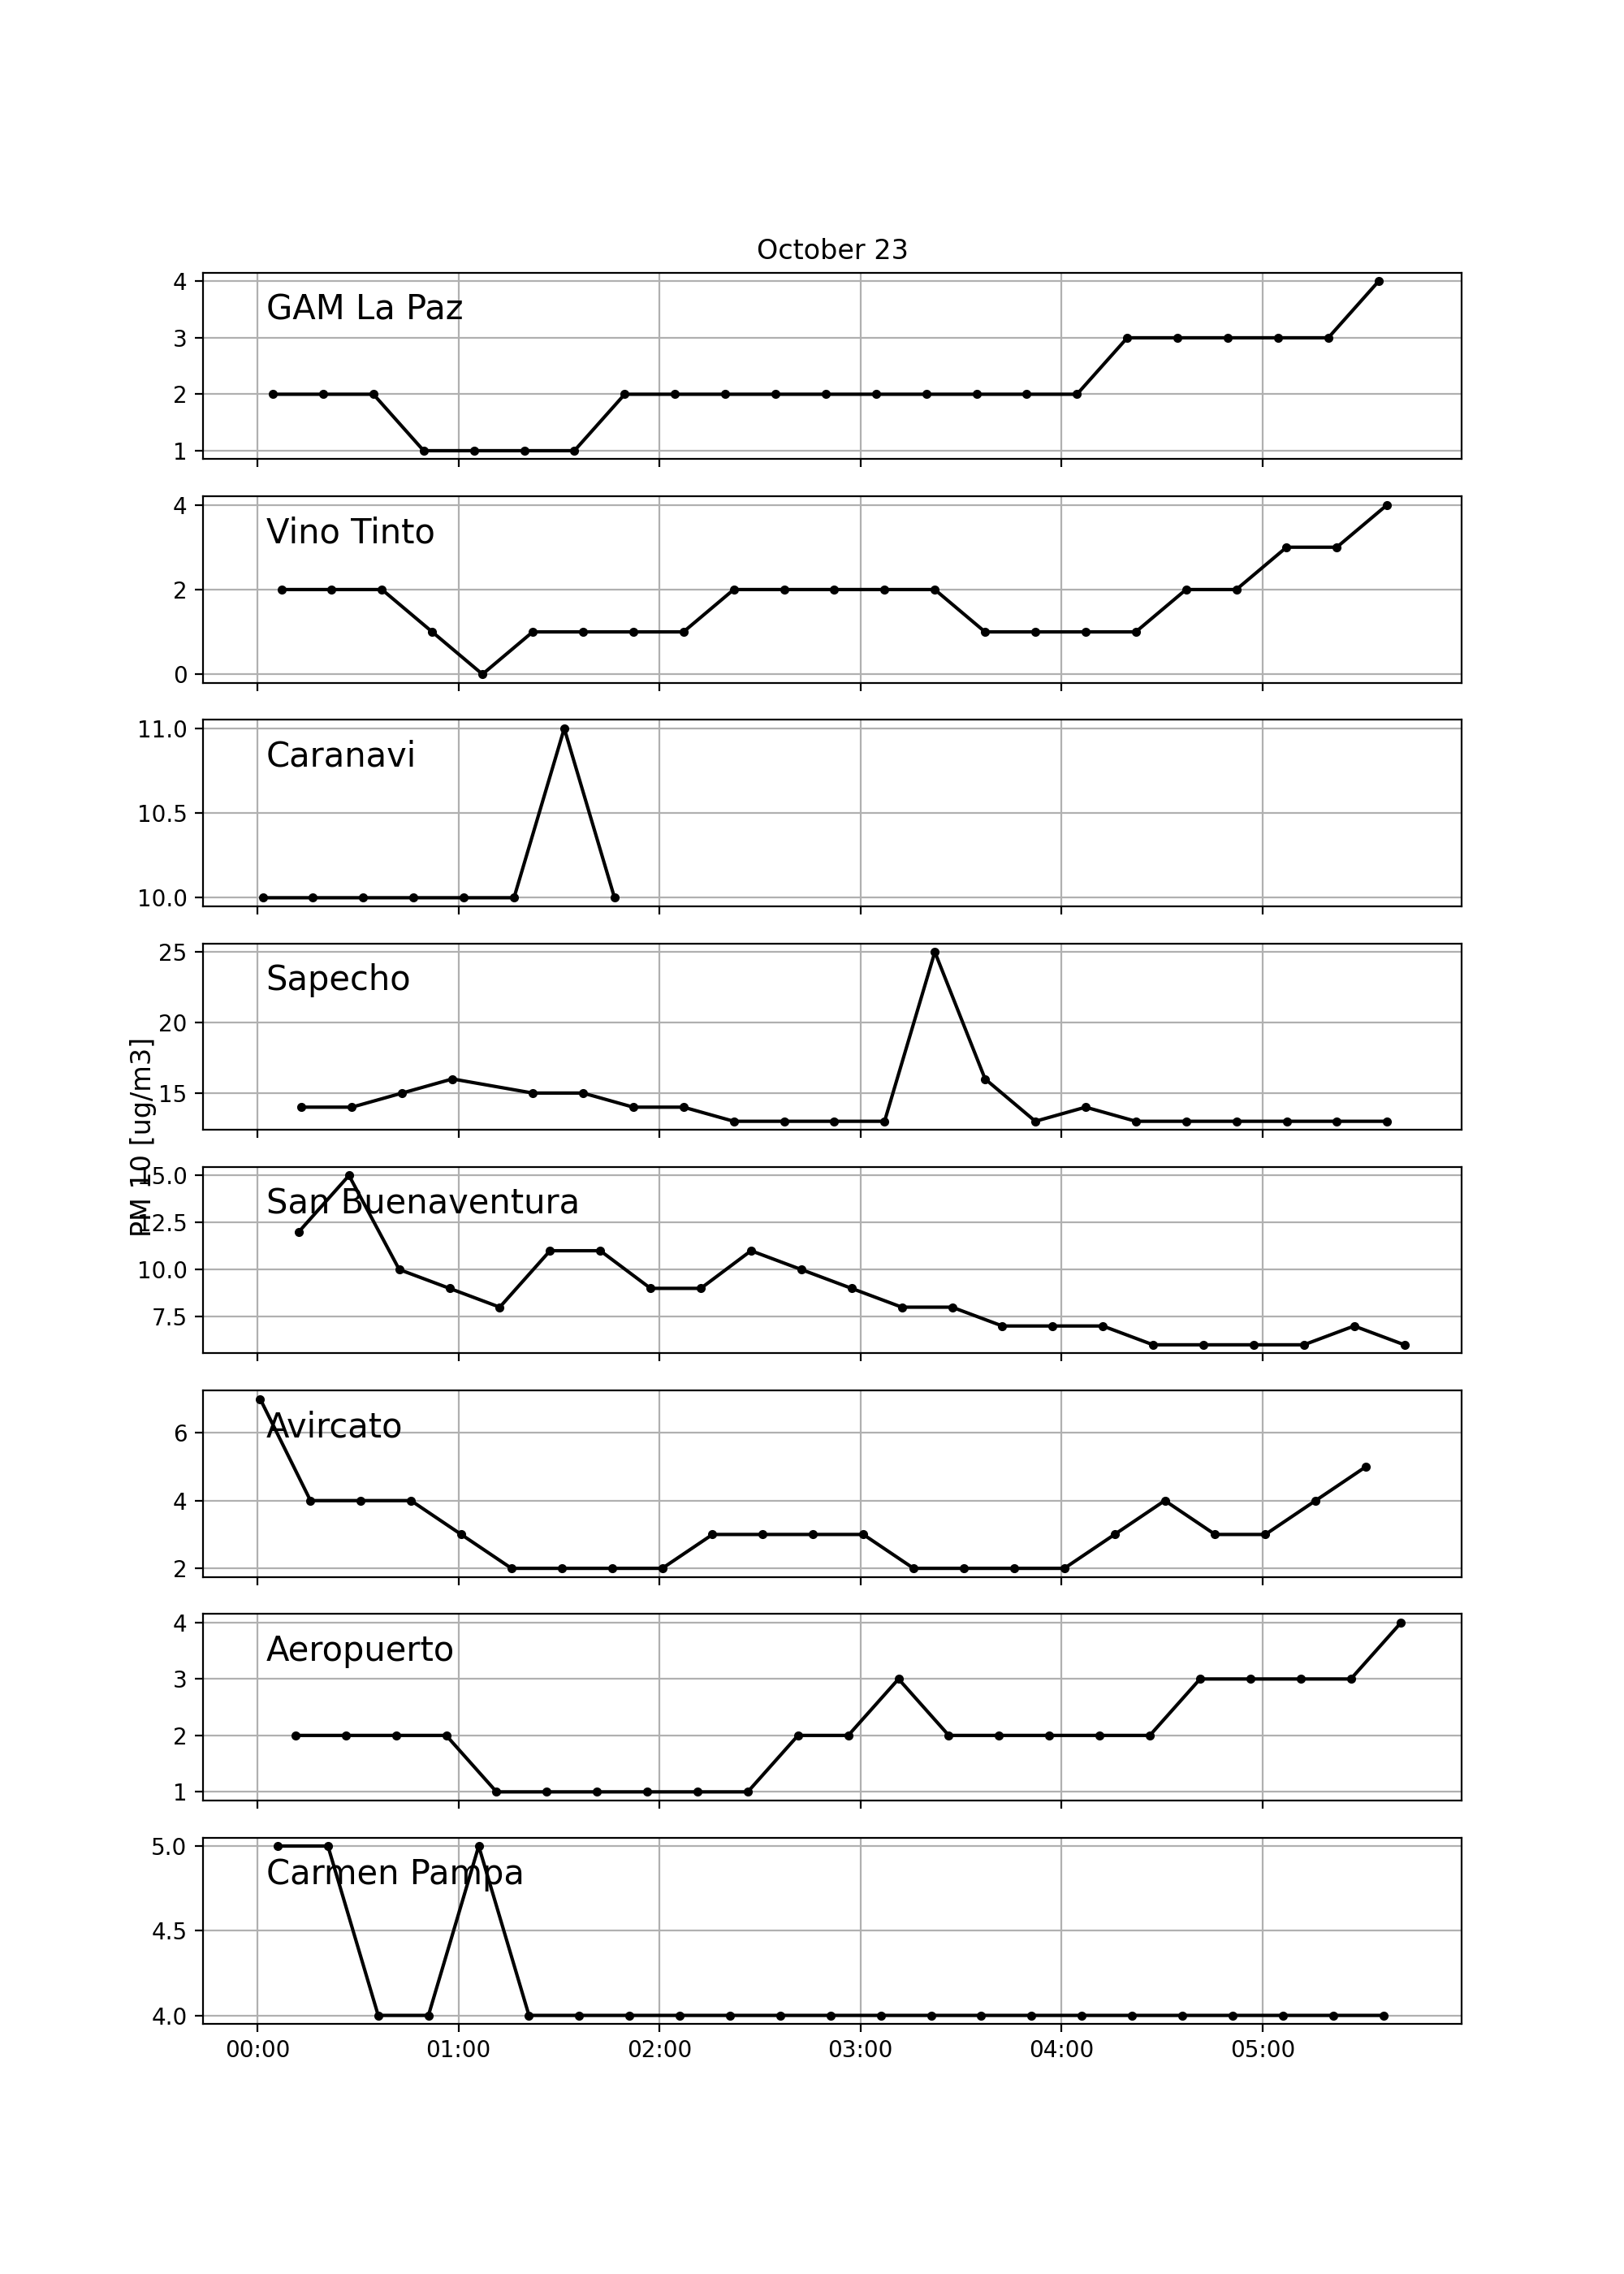 October 23
4
GAM La Paz
3
2
1
4
Vino Tinto
2
0
11.0
Caranavi
10.5
10.0
25
Sapecho
20
15
PM 10 [ug/m3]
15.0
San Buenaventura
12.5
10.0
7.5
Avircato
6
4
2
4
Aeropuerto
3
2
1
5.0
Carmen Pampa
4.5
4.0
00:00 01:00 02:00 03:00 04:00 05:00